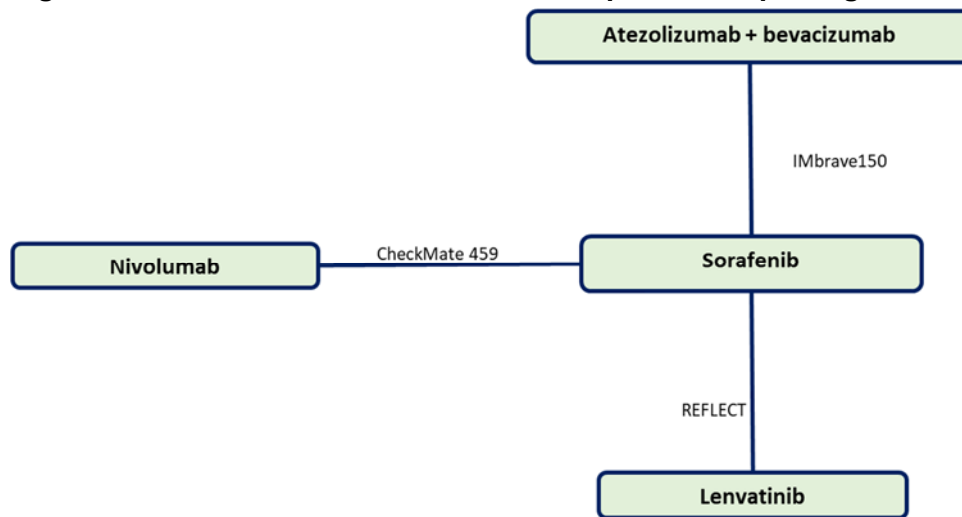 Atezolizumab + bevacizumab
IMbrave150
CheckMate 459
Nivolumab
Sorafenib
REFLECT
Lenvatinib